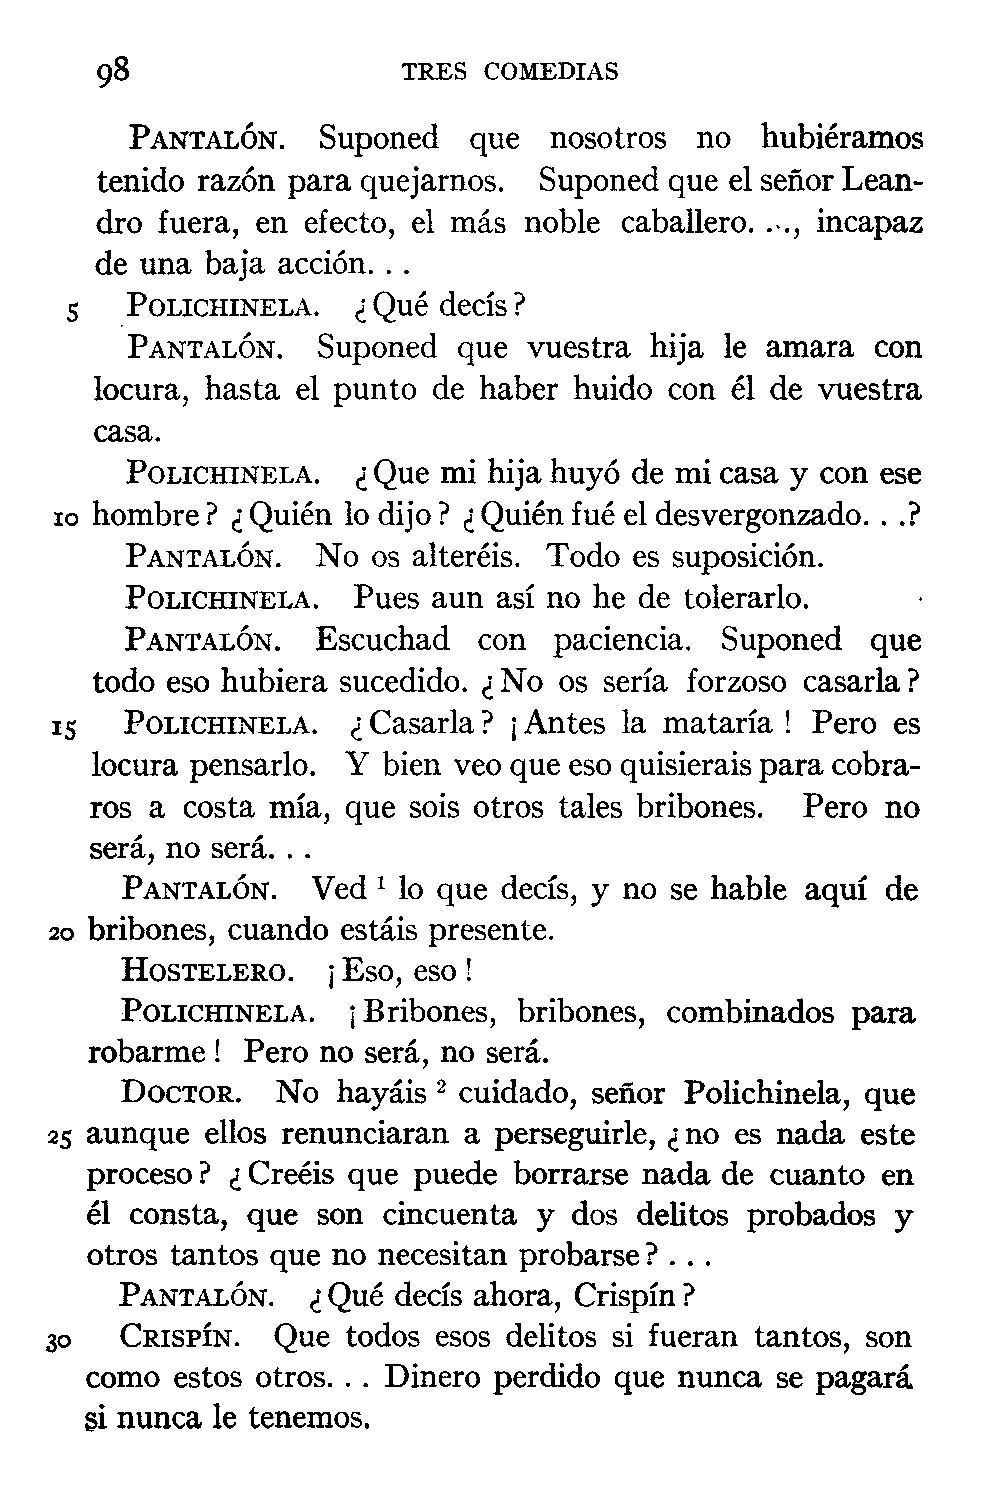 98 TRES COMEDIAS
PANTALÓN. Suponed que nosotros no hubiéramos
tenido razón para quejarnos. Suponed que el señor Lean-
dro fuera, en efecto, el más noble caballero. . ., incapaz
de una baja acción. . .
5 POLICHINELA. ¿Qué decís?
PANTALÓN. Suponed que vuestra hija le amara con
locura, hasta el punto de haber huido con él de vuestra
casa.
POLICHINELA. ¿Que mi hija huyó de mi casa y con ese
10 hombre? ¿Quién lo dijo? ¿Quién fué el desvergonzado. . .?
PANTALÓN. No os alteréis. Todo es suposición.
POLICHINELA. Pues aun así no he de tolerarlo.
PANTALÓN. Escuchad con paciencia. Suponed que
todo eso hubiera sucedido. ¿No os sería forzoso casarla?
15 POLICHINELA. ¿Casarla? ¡Antes la mataría! Pero es
locura pensarlo. Y bien veo que eso quisierais para cobra-
ros a costa mía, que sois otros tales bribones. Pero no
será, no será. . .
PANTALÓN. Ved ¹ lo que decís, y no se hable aquí de
20 bribones, cuando estáis presente.
HOSTELERO. ¡Eso, eso!
POLICHINELA. ¡Bribones, bribones, combinados para
robarme! Pero no será, no será.
DOCTOR. No hayáis ² cuidado, señor Polichinela, que
25 aunque ellos renunciaran a perseguirle, ¿no es nada este
proceso? ¿Creéis que puede borrarse nada de cuanto en
él consta, que son cincuenta y dos delitos probados y
otros tantos que no necesitan probarse? . . .
PANTALÓN. ¿Qué decís ahora, Crispín?
30 CRISPÍN. Que todos esos delitos si fueran tantos, son
como estos otros. . . Dinero perdido que nunca se pagará
si nunca le tenemos.